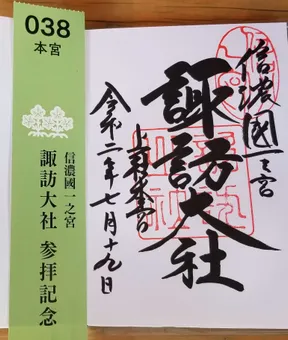 038
本宮
信濃國一之宮
諏訪大社 参拝記念
信濃國一之宮
諏訪大社
上社本宮
令和二年七月十九日